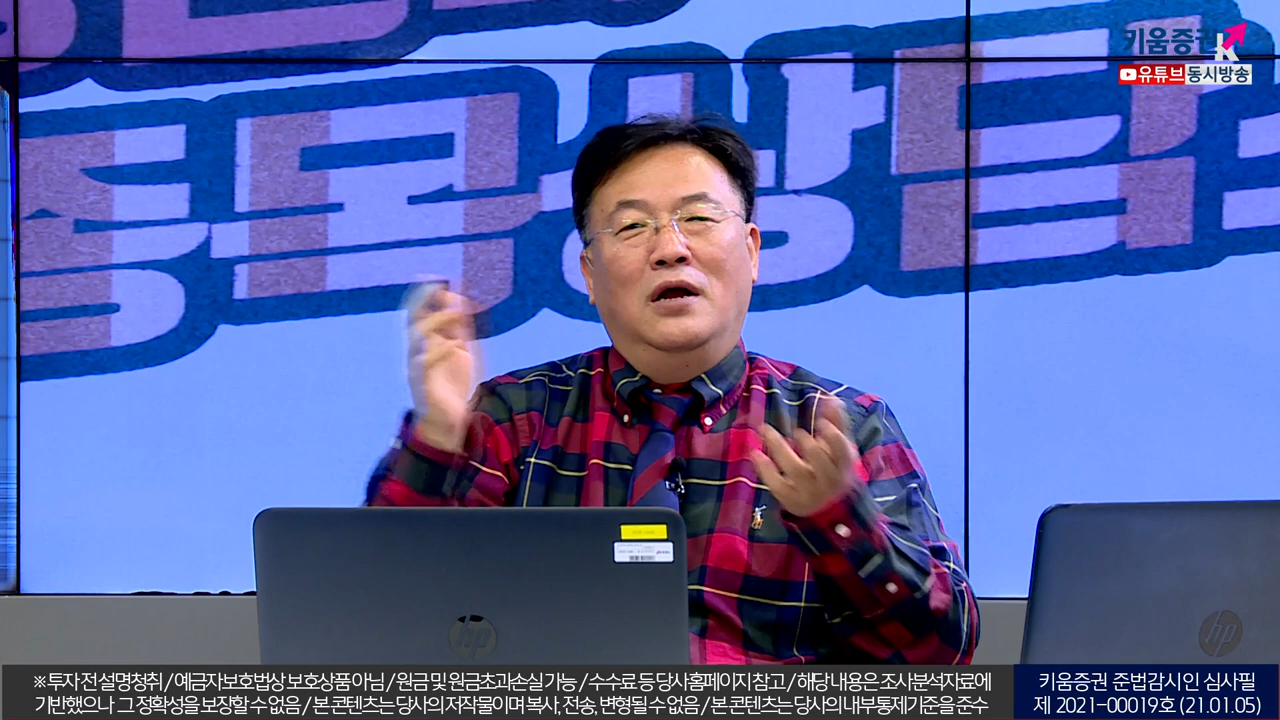 키움증권
유튜브동시방송
종목상담소
hp
hp
※ 투자 전 설명청취 / 예금자보호법상 보호상품 아님 / 원금 및 원금초과손실 가능 / 수수료 등 당사홈페이지 참고 / 해당 내용은 조사분석자료에
기반했으나 그 정확성을 보장할 수 없음 / 본 콘텐츠는 당사의 저작물이며 복사, 전송, 변형될 수 없음 / 본 콘텐츠는 당사의 내부통제기준을 준수
키움증권 준법감시인 심사필
제 2021-00019호 (21.01.05)